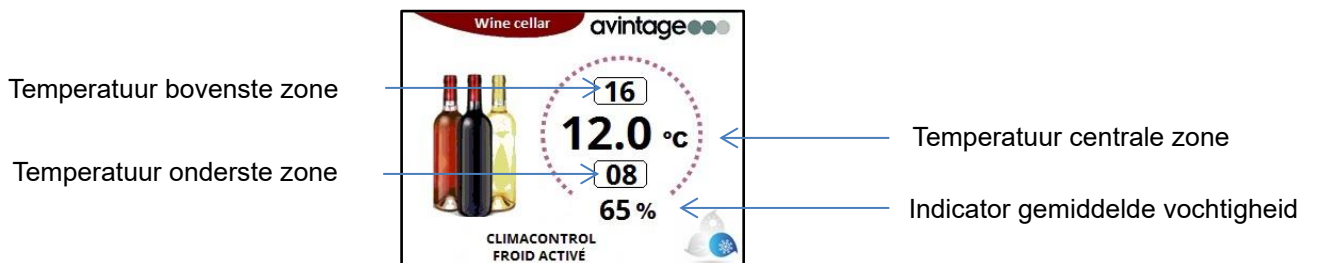 Wine cellar
avintage
Temperatuur bovenste zone
16
12.0 °C
Temperatuur centrale zone
Temperatuur onderste zone
08
65 %
Indicator gemiddelde vochtigheid
CLIMACONTROL
FROID ACTIVÉ